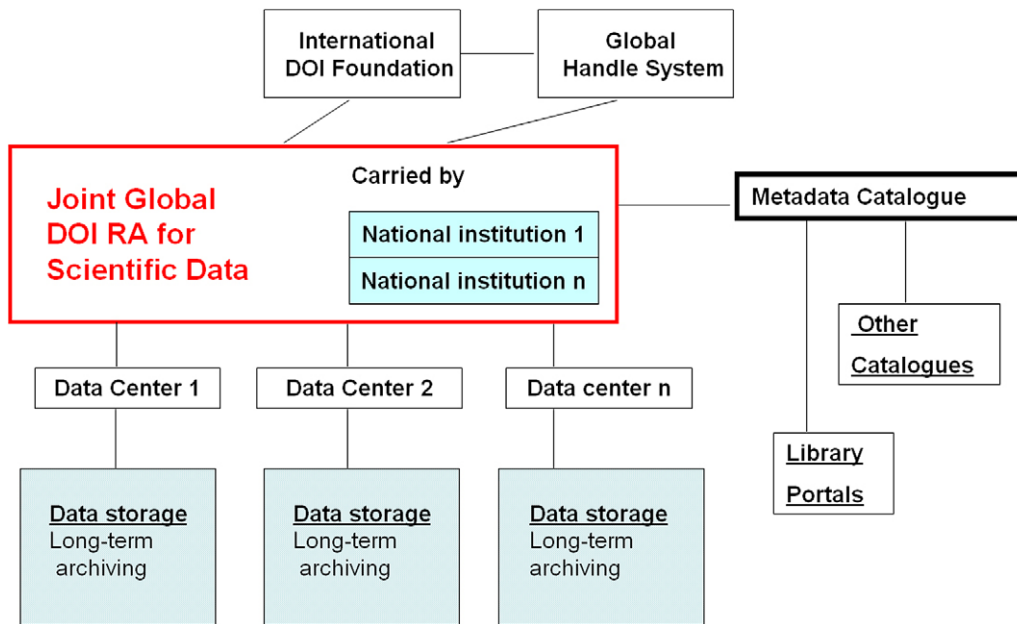 International
DOI Foundation
Global
Handle System
Joint Global
DOI RA for
Scientific Data
Carried by
National institution 1
National institution n
Metadata Catalogue
Other
Catalogues
Library
Portals
Data Center 1
Data Center 2
Data center n
Data storage
Long-term
archiving
Data storage
Long-term
archiving
Data storage
Long-term
archiving